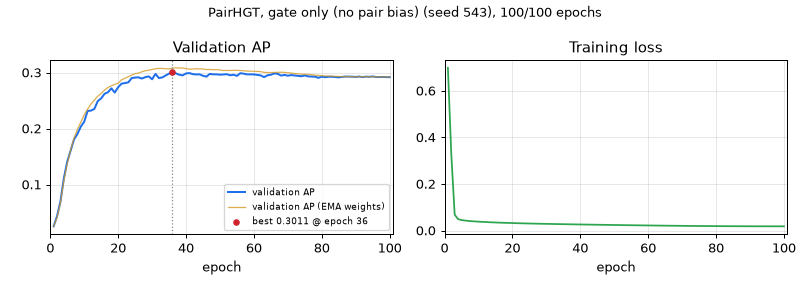 PairHGT, gate only (no pair bias) (seed 543), 100/100 epochs
Validation AP
0.3
0.2
0.1
0 20 40 60 80 100
epoch
validation AP
validation AP (EMA weights)
best 0.3011 @ epoch 36
Training loss
0.6
0.4
0.2
0.0
0 20 40 60 80 100
epoch